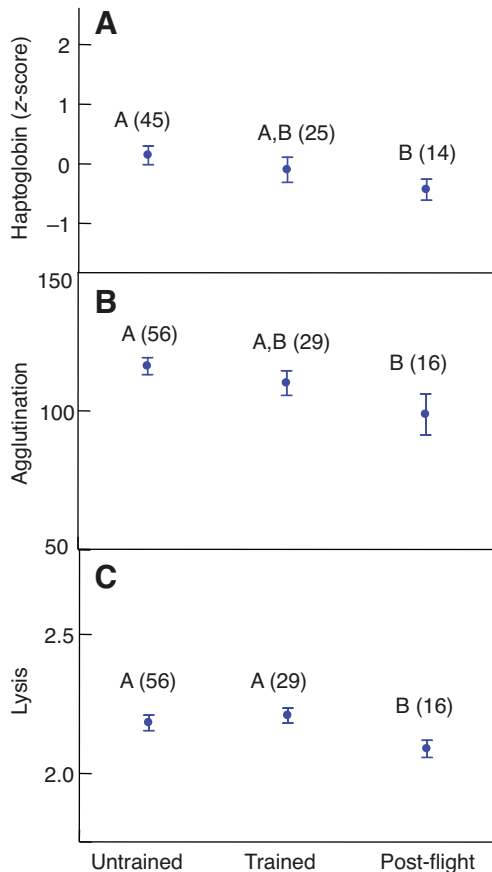 A
Haptoglobin (z-score)
2
1
0
–1
A (45)
A,B (25)
B (14)
B
Agglutination
150
100
50
A (56)
A,B (29)
B (16)
C
Lysis
2.5
2.0
A (56)
A (29)
B (16)
Untrained Trained Post-flight